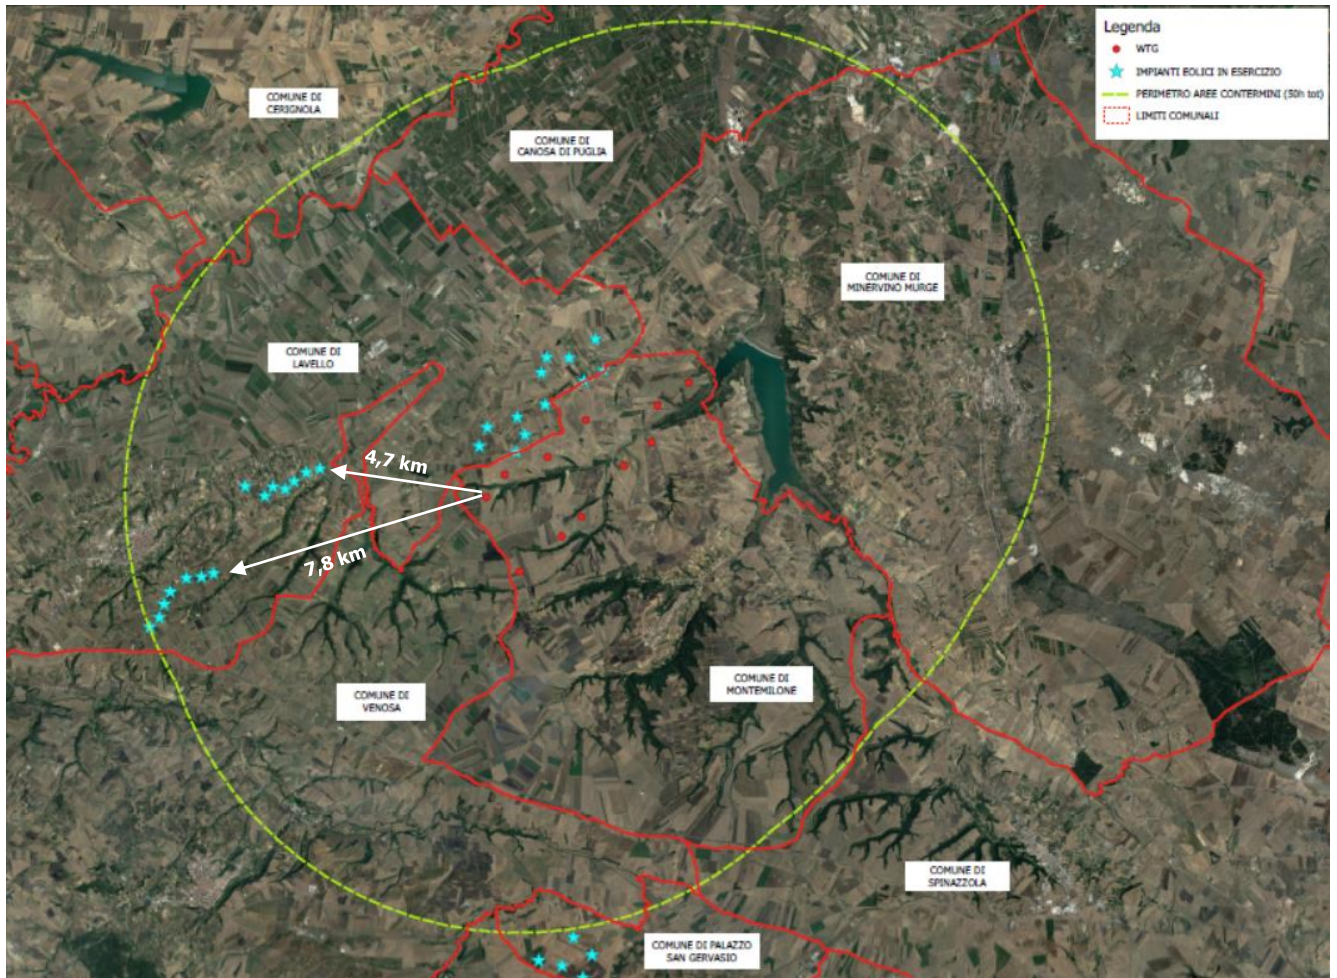 Legenda
WTG
IMPIANTI EOLICI IN ESERCIZIO
PERIMETRO AREE CONTERMINI (50h tot)
LIMITI COMUNALI
COMUNE DI
CERIGNOLA
COMUNE DI
CANOSA DI PUGLIA
COMUNE DI
MINERVINO MURGE
COMUNE DI
LAVELLO
4,7 km
7,8 km
COMUNE DI
VENOSA
COMUNE DI
MONTEMILONE
COMUNE DI
SPINAZZOLA
COMUNE DI PALAZZO
SAN GERVASIO